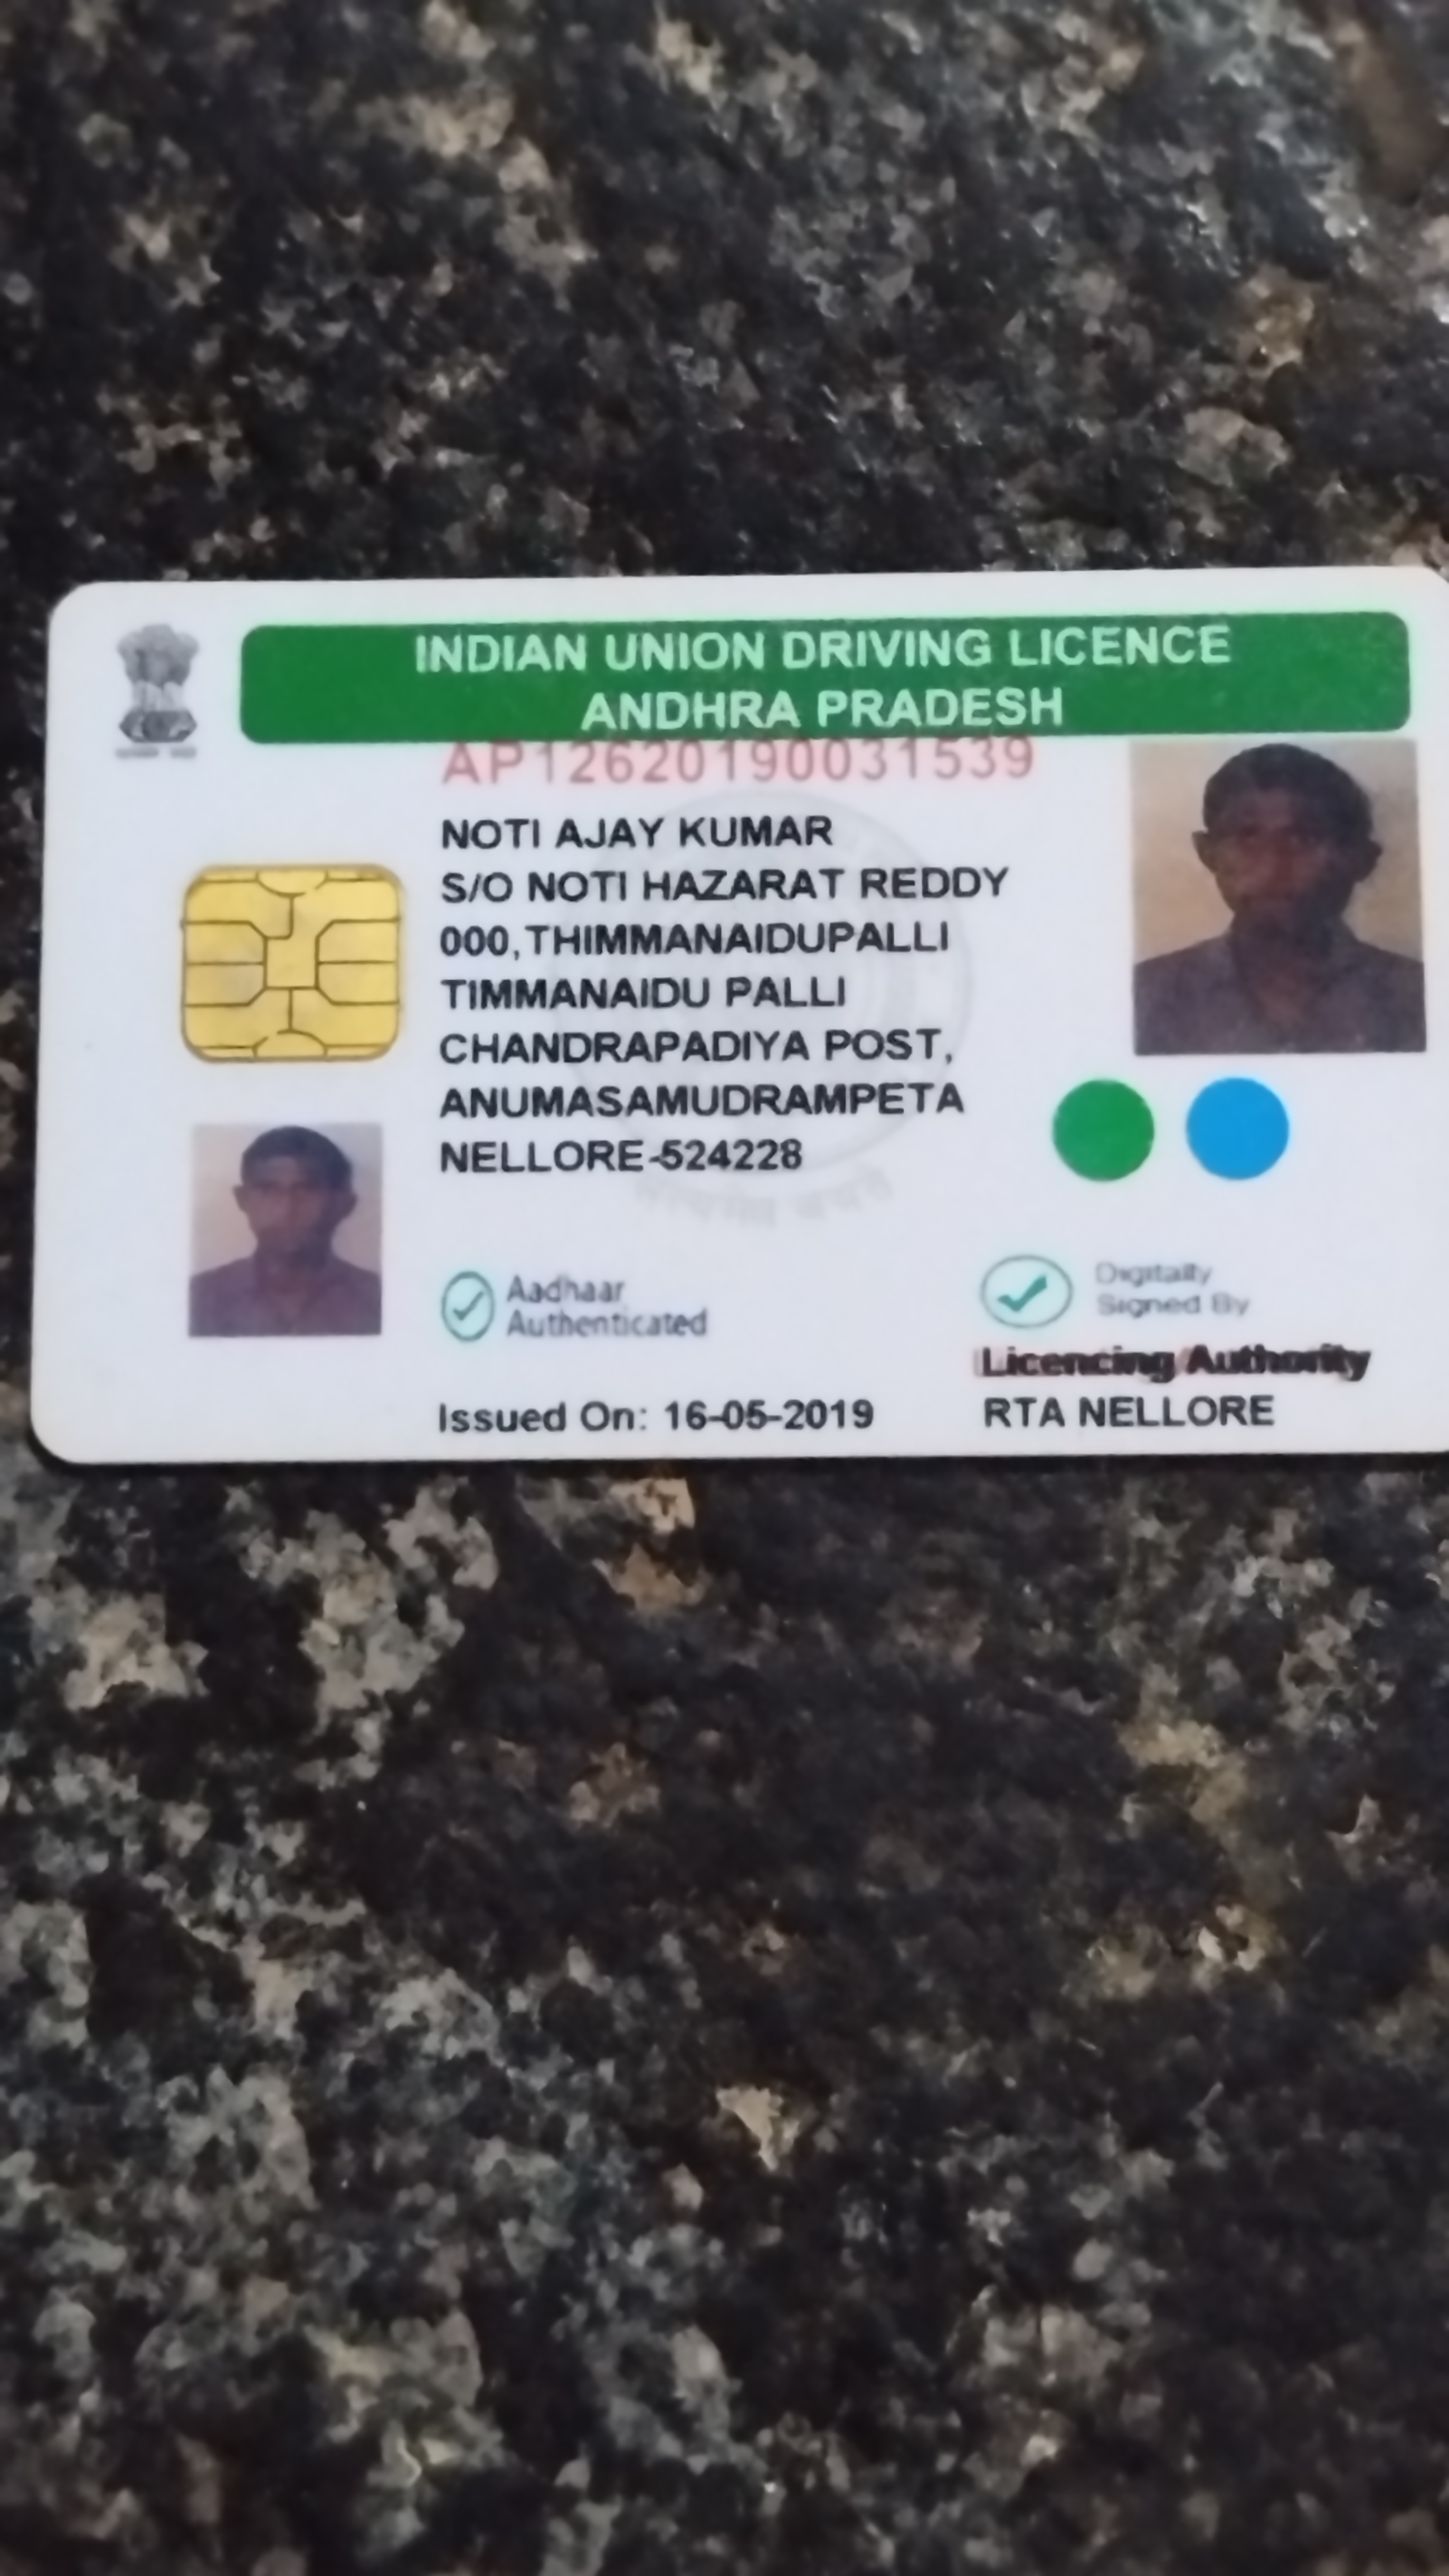 INDIAN UNION DRIVING LICENCE
ANDHRA PRADESH
AP12620190031539
NOTI AJAY KUMAR
S/O NOTI HAZARAT REDDY
000,THIMMANAIDUPALLI
TIMMANAIDU PALLI
CHANDRAPADIYA POST,
ANUMASAMUDRAMPETA
NELLORE-524228
Aadhaar
Authenticated
Digitally
Signed By
Licencing Authority
Issued On: 16-05-2019
RTA NELLORE